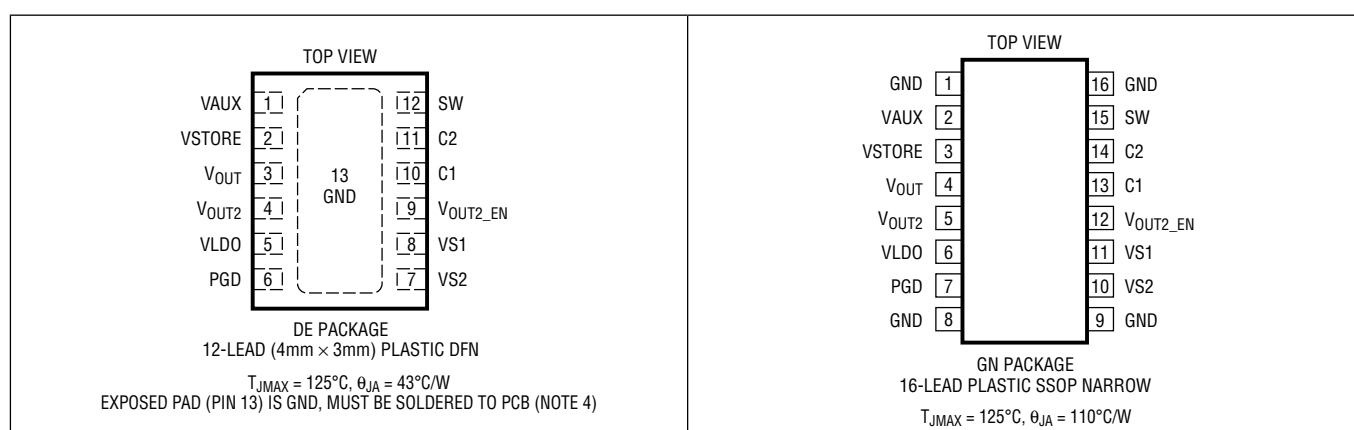 TOP VIEW
VAUX 1 12 SW
VSTORE 2 11 C2
VOUT 3 10 C1
13
GND
VOUT2 4 9 VOUT2_EN
VLDO 5 8 VS1
PGD 6 7 VS2
DE PACKAGE
12-LEAD (4mm × 3mm) PLASTIC DFN
TJMAX = 125°C, θJA = 43°C/W
EXPOSED PAD (PIN 13) IS GND, MUST BE SOLDERED TO PCB (NOTE 4)
TOP VIEW
GND 1 16 GND
VAUX 2 15 SW
VSTORE 3 14 C2
VOUT 4 13 C1
VOUT2 5 12 VOUT2_EN
VLDO 6 11 VS1
PGD 7 10 VS2
GND 8 9 GND
GN PACKAGE
16-LEAD PLASTIC SSOP NARROW
TJMAX = 125°C, θJA = 110°C/W